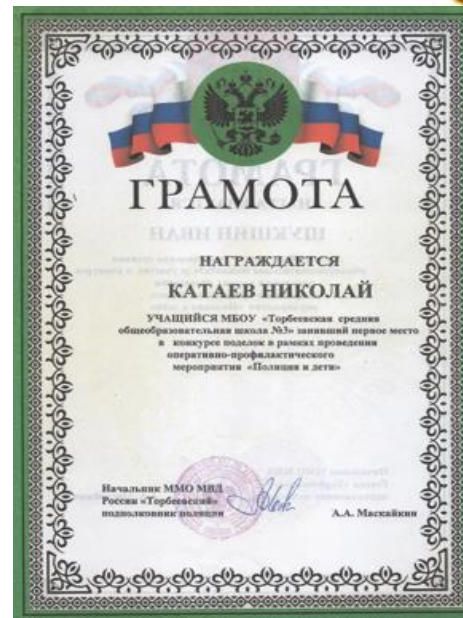 ГРАМОТА
НАГРАЖДАЕТСЯ
КАТАЕВ НИКОЛАЙ
УЧАЩИЙСЯ МБОУ «Торбеевская средняя
общеобразовательная школа №3» занявший первое место
в конкурсе поделок в рамках проведения
оперативно-профилактического
мероприятия «Полиция и дети»
Начальник ММО МВД
России «Торбеевский»
подполковник полиции
А.А. Маскайкин